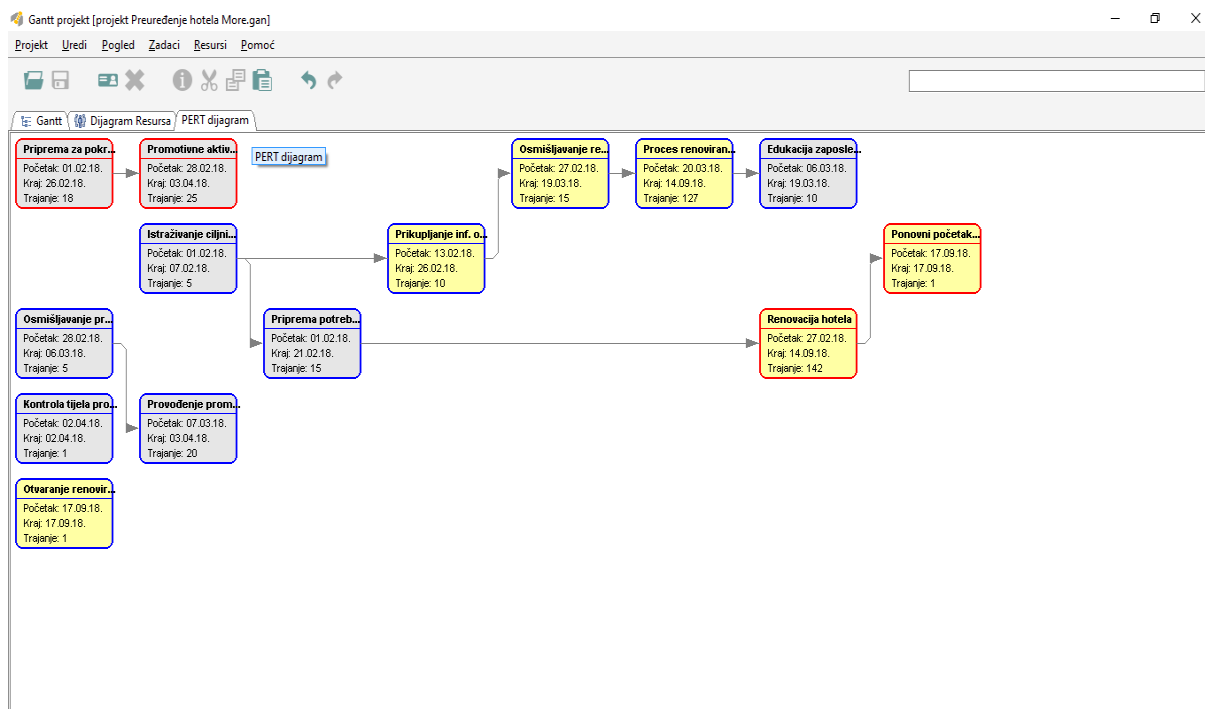 Gantt projekt [projekt Preuređenje hotela More.gan]
Projekt Uredi Pogled Zadaci Resursi Pomoć
Gantt Dijagram Resursa PERT dijagram
PERT dijagram
Priprema za pokr...
Početak: 01.02.18.
Kraj: 26.02.18.
Trajanje: 18
Promotivne aktiv...
Početak: 28.02.18.
Kraj: 03.04.18.
Trajanje: 25
Osmišljavanje re...
Početak: 27.02.18.
Kraj: 19.03.18.
Trajanje: 15
Proces renoviran...
Početak: 20.03.18.
Kraj: 14.09.18.
Trajanje: 127
Edukacija zaposle...
Početak: 06.03.18.
Kraj: 19.03.18.
Trajanje: 10
Istraživanje ciljni...
Početak: 01.02.18.
Kraj: 07.02.18.
Trajanje: 5
Prikupljanje inf. o...
Početak: 13.02.18.
Kraj: 26.02.18.
Trajanje: 10
Ponovni početak...
Početak: 17.09.18.
Kraj: 17.09.18.
Trajanje: 1
Osmišljavanje pr...
Početak: 28.02.18.
Kraj: 06.03.18.
Trajanje: 5
Priprema potreb...
Početak: 01.02.18.
Kraj: 21.02.18.
Trajanje: 15
Renovacija hotela
Početak: 27.02.18.
Kraj: 14.09.18.
Trajanje: 142
Kontrola tijela pro...
Početak: 02.04.18.
Kraj: 02.04.18.
Trajanje: 1
Provođenje prom...
Početak: 07.03.18.
Kraj: 03.04.18.
Trajanje: 20
Otvaranje renovir...
Početak: 17.09.18.
Kraj: 17.09.18.
Trajanje: 1